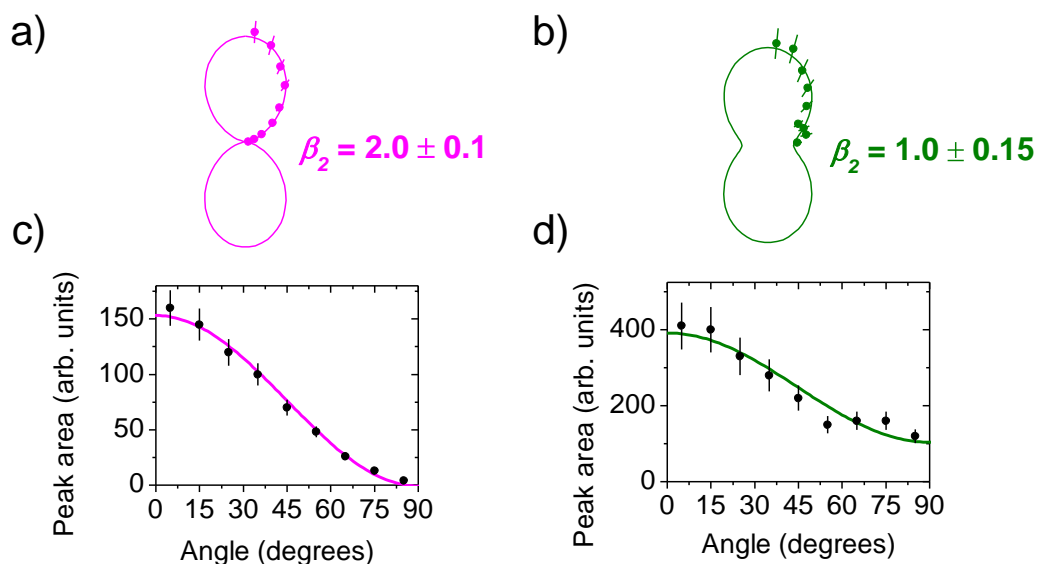 a)
b)
β₂ = 2.0 ± 0.1
β₂ = 1.0 ± 0.15
c)
d)
Peak area (arb. units)
150
100
50
0
0 15 30 45 60 75 90
Angle (degrees)
Peak area (arb. units)
400
200
0
0 15 30 45 60 75 90
Angle (degrees)